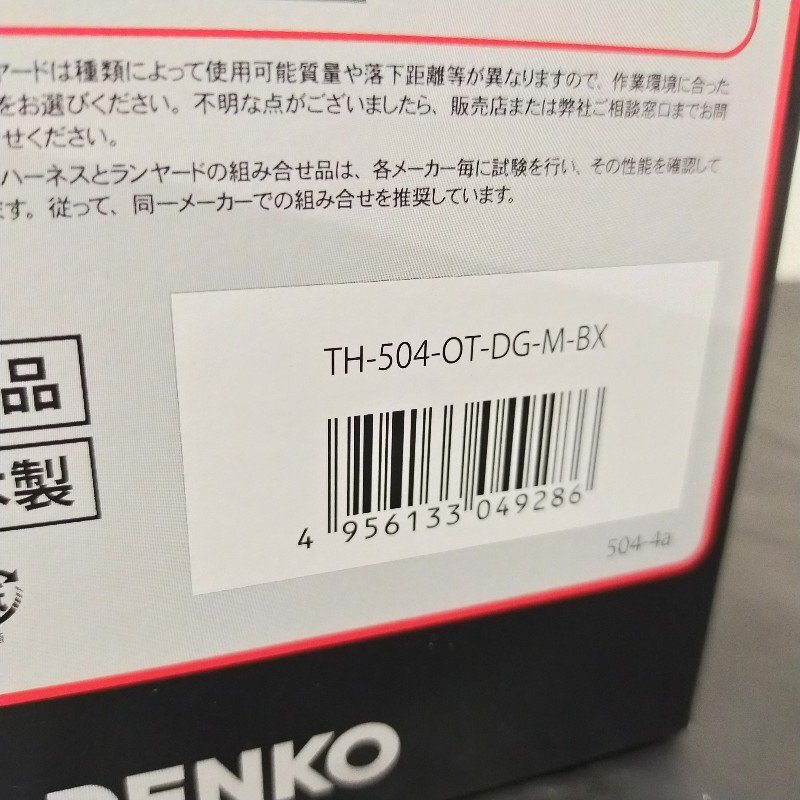 ヤードは種類によって使用可能質量や落下距離等が異なりますので、作業環境に合った
をお選びください。不明な点がございましたら、販売店または弊社ご相談窓口までお問
せください。
ハーネスとランヤードの組み合せ品は、各メーカー毎に試験を行い、その性能を確認して
ます。従って、同一メーカーでの組み合せを推奨しています。
TH-504-OT-DG-M-BX
品
製
4 956133 049286
504-4a
DENKO